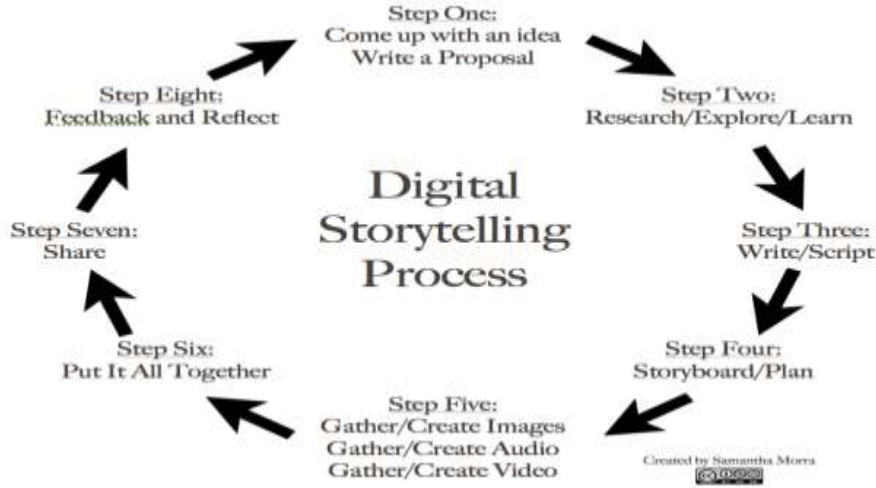 Step One:
Come up with an idea
Write a Proposal
Step Two:
Research/Explore/Learn
Step Three:
Write/Script
Step Four:
Storyboard/Plan
Step Five:
Gather/Create Images
Gather/Create Audio
Gather/Create Video
Step Six:
Put It All Together
Step Seven:
Share
Step Eight:
Feedback and Reflect
Digital
Storytelling
Process
Created by Samantha Morra